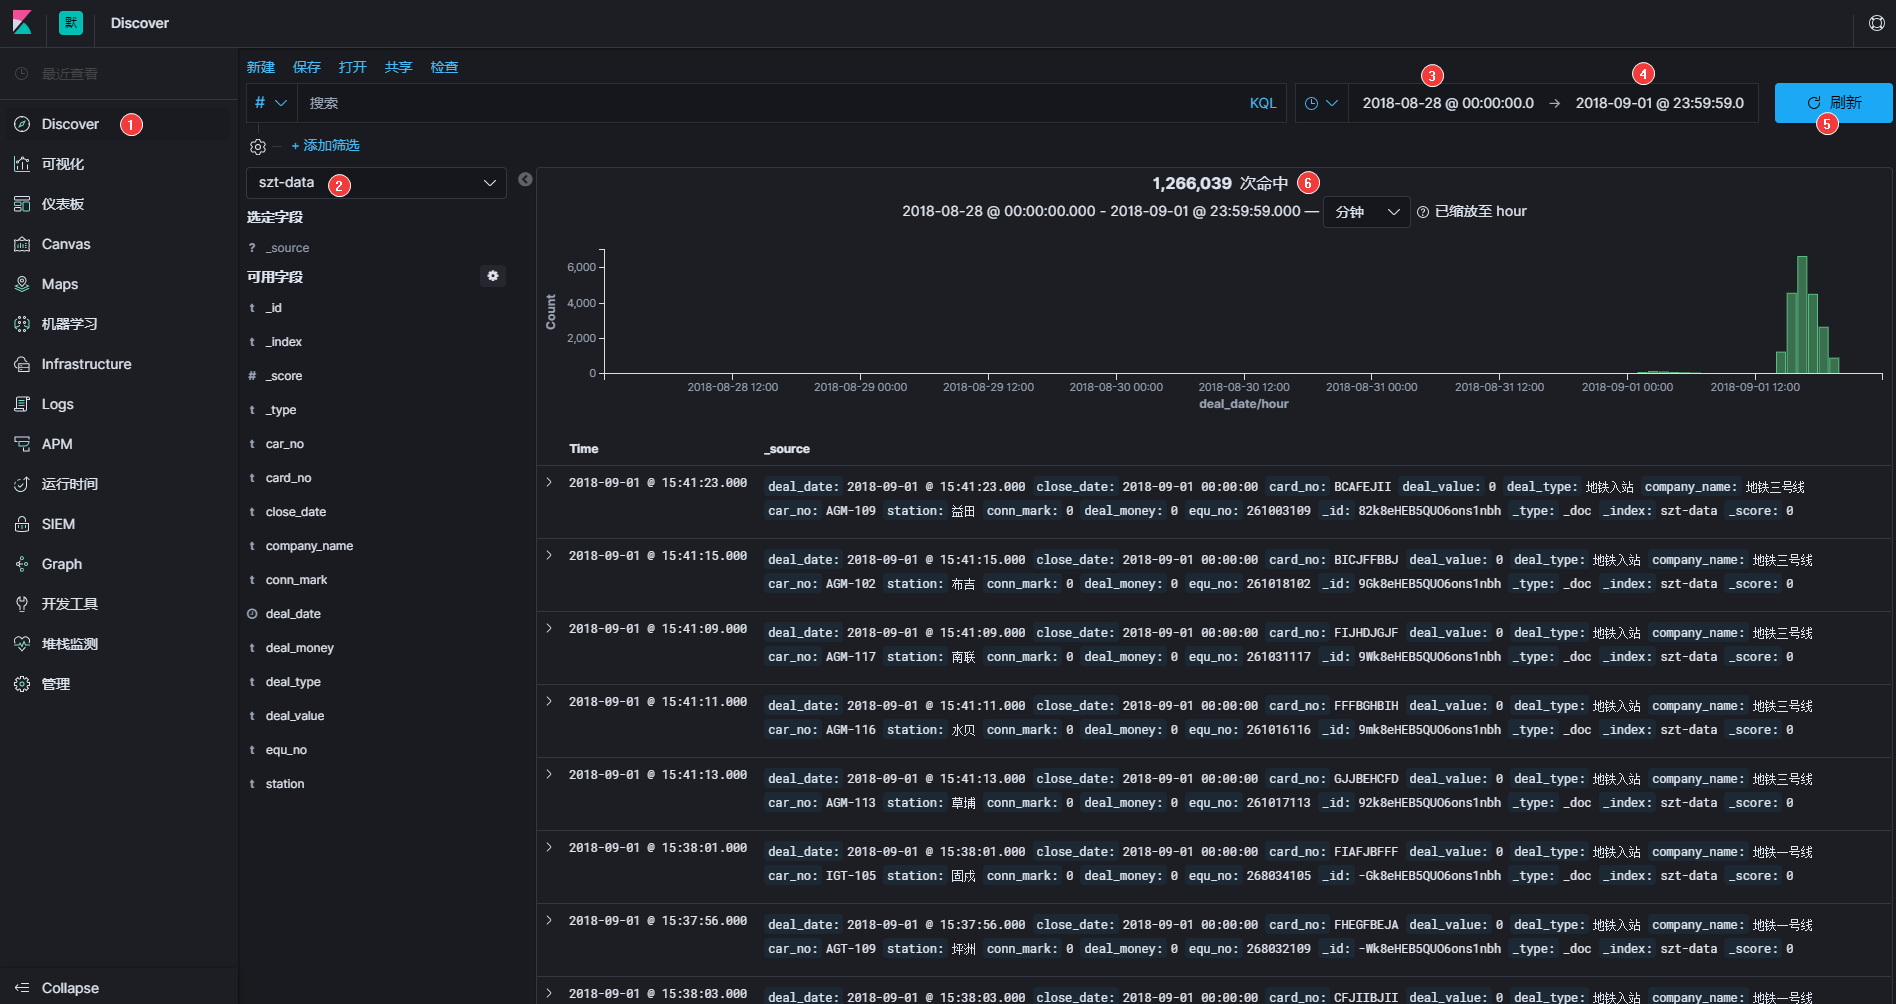 默 Discover
最近查看
Discover 1
可视化
仪表板
Canvas
Maps
机器学习
Infrastructure
Logs
APM
运行时间
SIEM
Graph
开发工具
堆栈监测
管理
Collapse
新建 保存 打开 共享 检查
# 搜索 KQL 2018-08-28 @ 00:00:00.0 → 2018-09-01 @ 23:59:59.0 刷新
3 4 5
+ 添加筛选
szt-data 2
选定字段
? _source
可用字段
t _id
t _index
# _score
t _type
t car_no
t card_no
t close_date
t company_name
t conn_mark
deal_date
t deal_money
t deal_type
t deal_value
t equ_no
t station
1,266,039 次命中 6
2018-08-28 @ 00:00:00.000 - 2018-09-01 @ 23:59:59.000 — 分钟 已缩放至 hour
Count
6,000
4,000
2,000
0
2018-08-28 12:00 2018-08-29 00:00 2018-08-29 12:00 2018-08-30 00:00 2018-08-30 12:00 2018-08-31 00:00 2018-08-31 12:00 2018-09-01 00:00 2018-09-01 12:00
deal_date/hour
Time _source
2018-09-01 @ 15:41:23.000 deal_date: 2018-09-01 @ 15:41:23.000 close_date: 2018-09-01 00:00:00 card_no: BCAFEJII deal_value: 0 deal_type: 地铁入站 company_name: 地铁三号线
car_no: AGM-109 station: 益田 conn_mark: 0 deal_money: 0 equ_no: 261003109 _id: 82k8eHEB5QUO6ons1nbh _type: _doc _index: szt-data _score: 0
2018-09-01 @ 15:41:15.000 deal_date: 2018-09-01 @ 15:41:15.000 close_date: 2018-09-01 00:00:00 card_no: BICJFFBBJ deal_value: 0 deal_type: 地铁入站 company_name: 地铁三号线
car_no: AGM-102 station: 布吉 conn_mark: 0 deal_money: 0 equ_no: 261018102 _id: 9Gk8eHEB5QUO6ons1nbh _type: _doc _index: szt-data _score: 0
2018-09-01 @ 15:41:09.000 deal_date: 2018-09-01 @ 15:41:09.000 close_date: 2018-09-01 00:00:00 card_no: FIJHDJGJF deal_value: 0 deal_type: 地铁入站 company_name: 地铁三号线
car_no: AGM-117 station: 南联 conn_mark: 0 deal_money: 0 equ_no: 261031117 _id: 9Wk8eHEB5QUO6ons1nbh _type: _doc _index: szt-data _score: 0
2018-09-01 @ 15:41:11.000 deal_date: 2018-09-01 @ 15:41:11.000 close_date: 2018-09-01 00:00:00 card_no: FFFBGHBIH deal_value: 0 deal_type: 地铁入站 company_name: 地铁三号线
car_no: AGM-116 station: 水贝 conn_mark: 0 deal_money: 0 equ_no: 261016116 _id: 9mk8eHEB5QUO6ons1nbh _type: _doc _index: szt-data _score: 0
2018-09-01 @ 15:41:13.000 deal_date: 2018-09-01 @ 15:41:13.000 close_date: 2018-09-01 00:00:00 card_no: GJJBEHCFD deal_value: 0 deal_type: 地铁入站 company_name: 地铁三号线
car_no: AGM-113 station: 草埔 conn_mark: 0 deal_money: 0 equ_no: 261017113 _id: 92k8eHEB5QUO6ons1nbh _type: _doc _index: szt-data _score: 0
2018-09-01 @ 15:38:01.000 deal_date: 2018-09-01 @ 15:38:01.000 close_date: 2018-09-01 00:00:00 card_no: FIAFJBFFF deal_value: 0 deal_type: 地铁入站 company_name: 地铁一号线
car_no: IGT-105 station: 固戍 conn_mark: 0 deal_money: 0 equ_no: 268034105 _id: -Gk8eHEB5QUO6ons1nbh _type: _doc _index: szt-data _score: 0
2018-09-01 @ 15:37:56.000 deal_date: 2018-09-01 @ 15:37:56.000 close_date: 2018-09-01 00:00:00 card_no: FHEGFBEJA deal_value: 0 deal_type: 地铁入站 company_name: 地铁一号线
car_no: AGT-109 station: 坪洲 conn_mark: 0 deal_money: 0 equ_no: 268032109 _id: -Wk8eHEB5QUO6ons1nbh _type: _doc _index: szt-data _score: 0
2018-09-01 @ 15:38:03.000 deal_date: 2018-09-01 @ 15:38:03.000 close_date: 2018-09-01 00:00:00 card_no: CFJIIBJII deal_value: 0 deal_type: 地铁入站 company_name: 地铁一号线